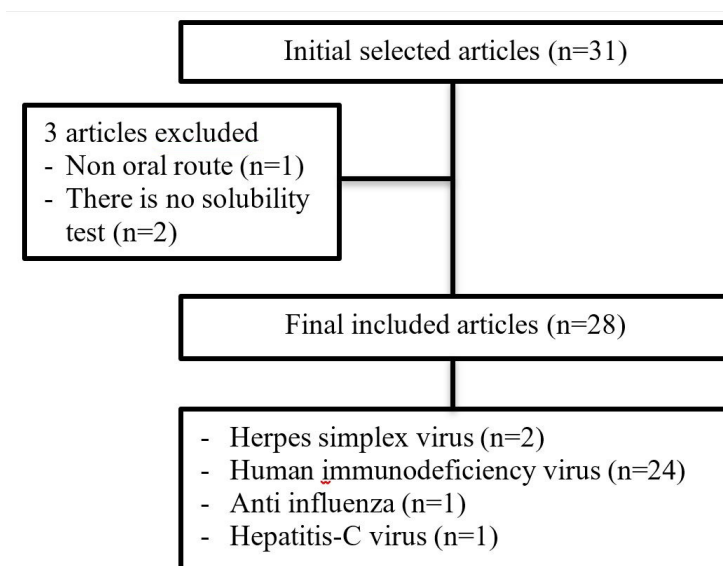 Initial selected articles (n=31)
3 articles excluded
- Non oral route (n=1)
- There is no solubility
test (n=2)
Final included articles (n=28)
- Herpes simplex virus (n=2)
- Human immunodeficiency virus (n=24)
- Anti influenza (n=1)
- Hepatitis-C virus (n=1)